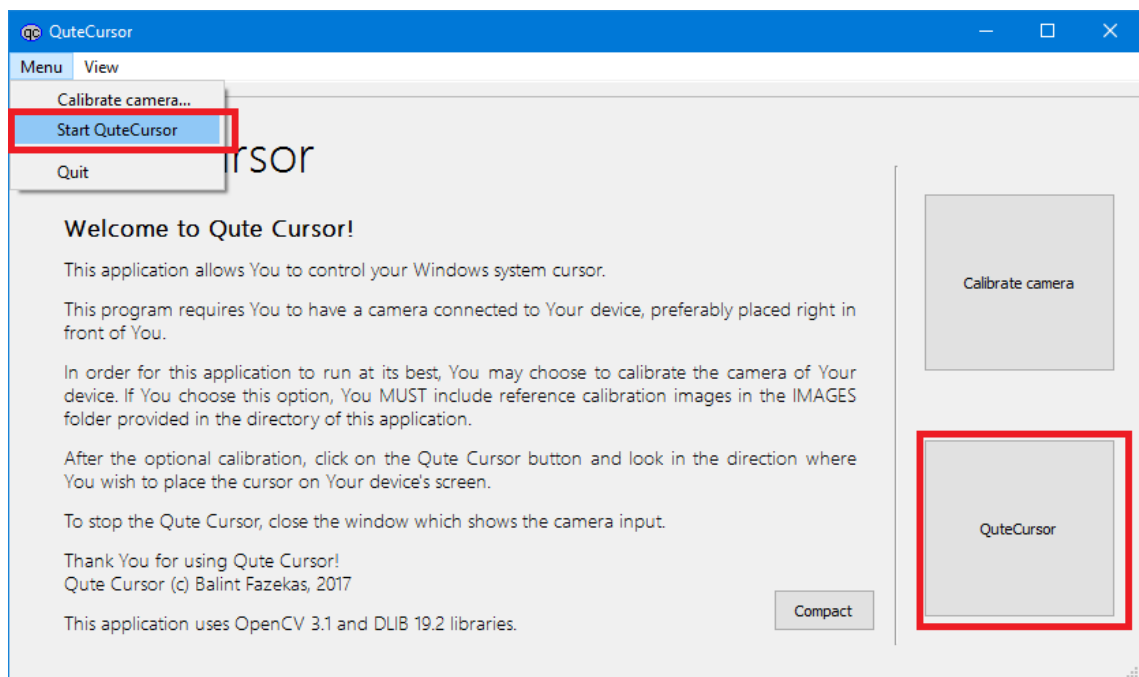 QuteCursor
Menu View
Calibrate camera...
Start QuteCursor
Quit
rsor
Welcome to Qute Cursor!
This application allows You to control your Windows system cursor.
This program requires You to have a camera connected to Your device, preferably placed right in
front of You.
In order for this application to run at its best, You may choose to calibrate the camera of Your
device. If You choose this option, You MUST include reference calibration images in the IMAGES
folder provided in the directory of this application.
After the optional calibration, click on the Qute Cursor button and look in the direction where
You wish to place the cursor on Your device's screen.
To stop the Qute Cursor, close the window which shows the camera input.
Thank You for using Qute Cursor!
Qute Cursor (c) Balint Fazekas, 2017
This application uses OpenCV 3.1 and DLIB 19.2 libraries.
Compact
Calibrate camera
QuteCursor